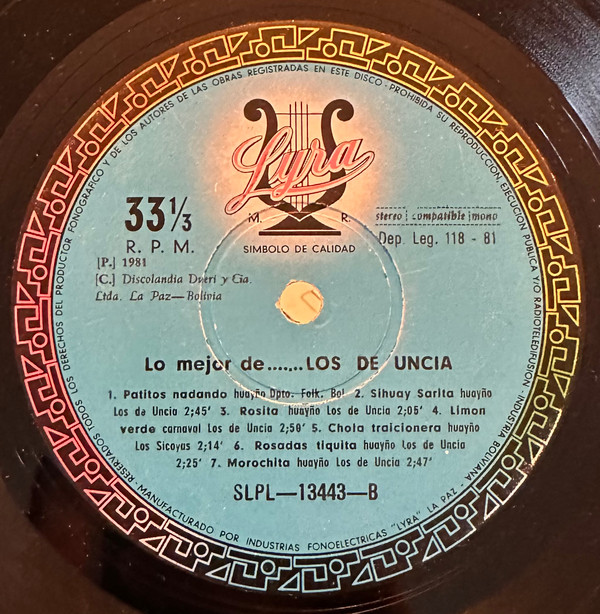 RESERVADOS TODOS LOS DERECHOS DEL PRODUCTOR FONOGRAFICO Y DE LOS AUTORES DE LAS OBRAS REGISTRADAS EN ESTE DISCO - PROHIBIDA SU REPRODUCCION, EJECUCION PUBLICA Y/O RADIOTELEDIFUSION - INDUSTRIA BOLIVIANA -
Lyra
M. R.
SIMBOLO DE CALIDAD
33 1/3
R. P. M.
[P.] 1981
[C.] Discolandia Dueri y Cia.
Ltda. La Paz—Bolivia
stereo compatible mono
Dep. Leg. 118 - 81
Lo mejor de.......LOS DE UNCIA
1. Patitos nadando huayño Dpto. Folk. Bol 2. Sihuay Sarita huayño
Los de Uncia 2;45' 3. Rosita huayño Los de Uncia 2;05' 4. Limon
verde carnaval Los de Uncia 2;50' 5. Chola traicionera huayño
Los Sicoyas 2;14' 6. Rosadas tiquita huayño Los de Uncia
2;25' 7. Morochita huayño Los de Uncia 2;47'
SLPL—13443—B
MANUFACTURADO POR INDUSTRIAS FONOELECTRICAS "LYRA" LA PAZ -